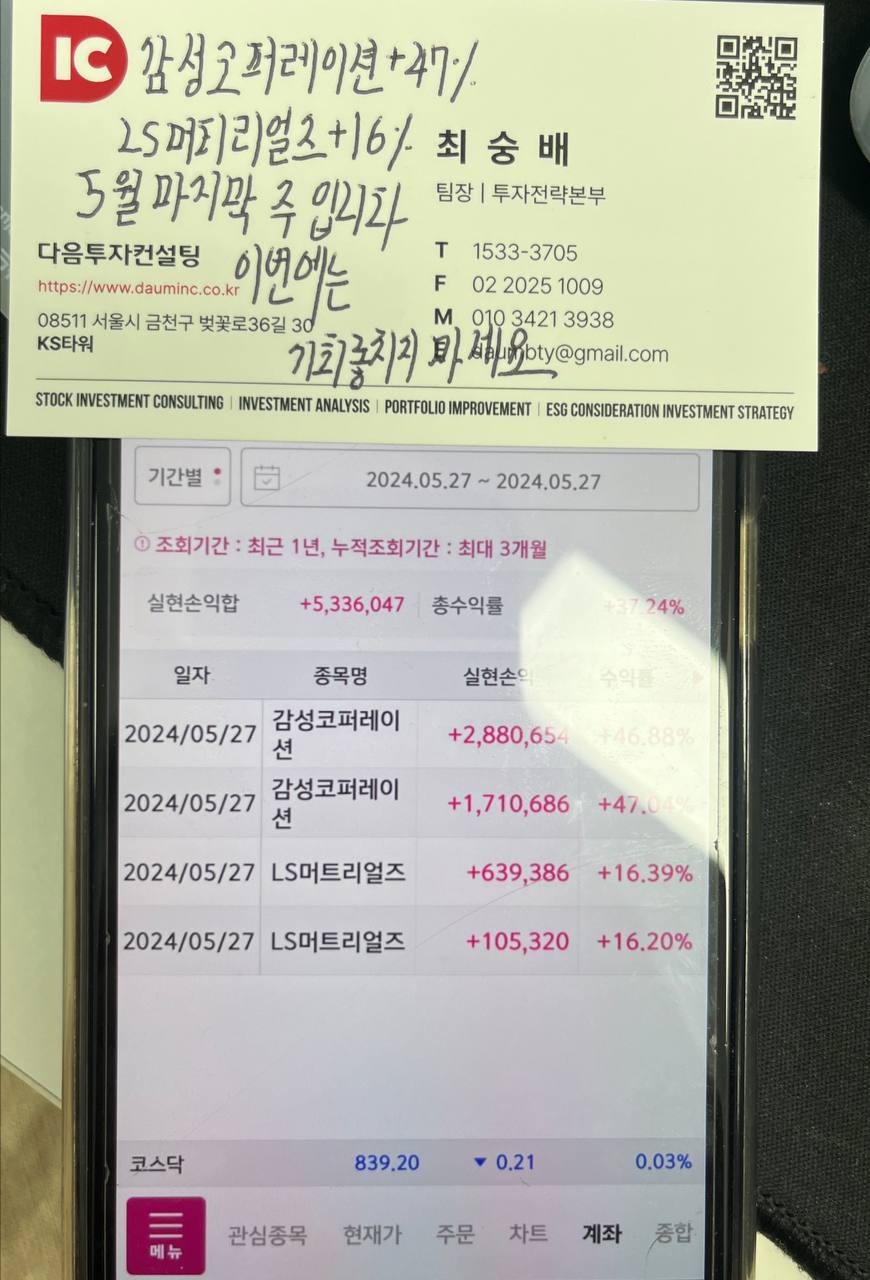 IC
감성코퍼레이션+47%
LS머티리얼즈+16%
5월 마지막 주 입니다
이번에는
기회놓치지 마세요
최승배
팀장 | 투자전략본부
다음투자컨설팅
https://www.dauminc.co.kr
08511 서울시 금천구 벚꽃로36길 30
KS타워
T 1533-3705
F 02 2025 1009
M 010 3421 3938
E daumbty@gmail.com
STOCK INVESTMENT CONSULTING | INVESTMENT ANALYSIS | PORTFOLIO IMPROVEMENT | ESG CONSIDERATION INVESTMENT STRATEGY
기간별 2024.05.27 ~ 2024.05.27
조회기간 : 최근 1년, 누적조회기간 : 최대 3개월
실현손익합 +5,336,047 총수익률 +37.24%
일자 종목명 실현손익 수익률
2024/05/27 감성코퍼레이션 +2,880,654 +46.88%
2024/05/27 감성코퍼레이션 +1,710,686 +47.04%
2024/05/27 LS머트리얼즈 +639,386 +16.39%
2024/05/27 LS머트리얼즈 +105,320 +16.20%
코스닥 839.20 ▼ 0.21 0.03%
메뉴 관심종목 현재가 주문 차트 계좌 종합